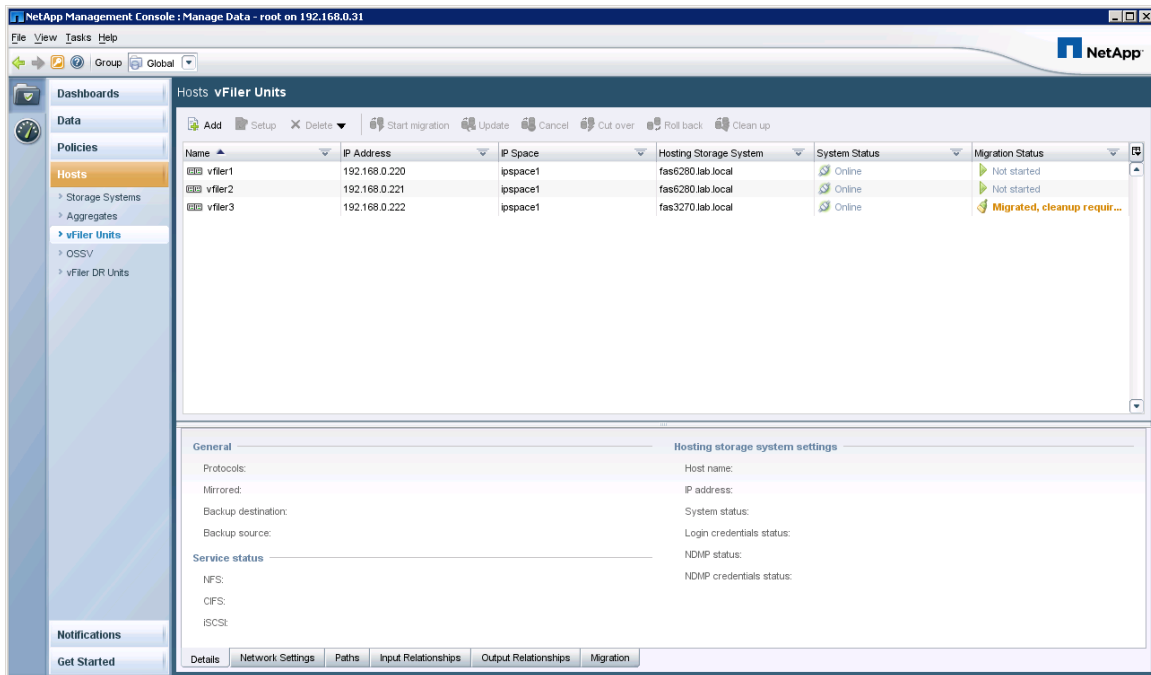 NetApp Management Console : Manage Data - root on 192.168.0.31
File View Tasks Help
Group Global
NetApp
Dashboards
Data
Policies
Hosts
Storage Systems
Aggregates
vFiler Units
OSSV
vFiler DR Units
Notifications
Get Started
Hosts vFiler Units
Add Setup Delete Start migration Update Cancel Cut over Roll back Clean up
Name IP Address IP Space Hosting Storage System System Status Migration Status
vfiler1 192.168.0.220 ipspace1 fas6280.lab.local Online Not started
vfiler2 192.168.0.221 ipspace1 fas6280.lab.local Online Not started
vfiler3 192.168.0.222 ipspace1 fas3270.lab.local Online Migrated, cleanup requir...
General
Protocols:
Mirrored:
Backup destination:
Backup source:
Service status
NFS:
CIFS:
iSCSI:
Hosting storage system settings
Host name:
IP address:
System status:
Login credentials status:
NDMP status:
NDMP credentials status:
Details Network Settings Paths Input Relationships Output Relationships Migration